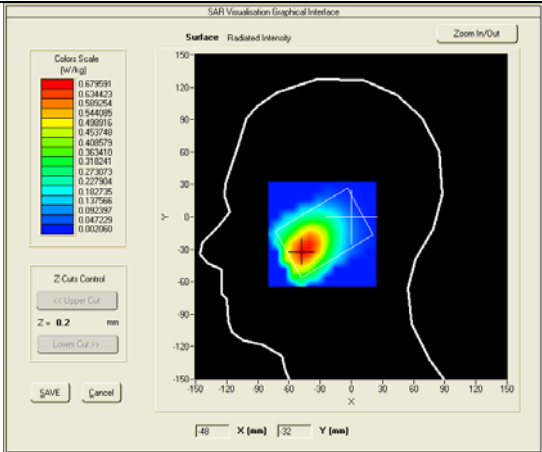 SAR Visualisation Graphical Interface
Surface Radiated Intensity
Zoom In/Out
Colors Scale
(W/kg)
0.679591
0.634423
0.589254
0.544085
0.498916
0.453748
0.408579
0.363410
0.318241
0.273073
0.227904
0.182735
0.137566
0.092397
0.047229
0.002060
Z-Cuts Control
<< Upper Cut
Z = 0.2 mm
Lower Cut >>
SAVE Cancel
150-
120-
90-
60-
30-
0-
-30-
-60-
-90-
-120-
-150-
Y
-150 -120 -90 -60 -30 0 30 60 90 120 150
X
-48 X (mm) -32 Y (mm)